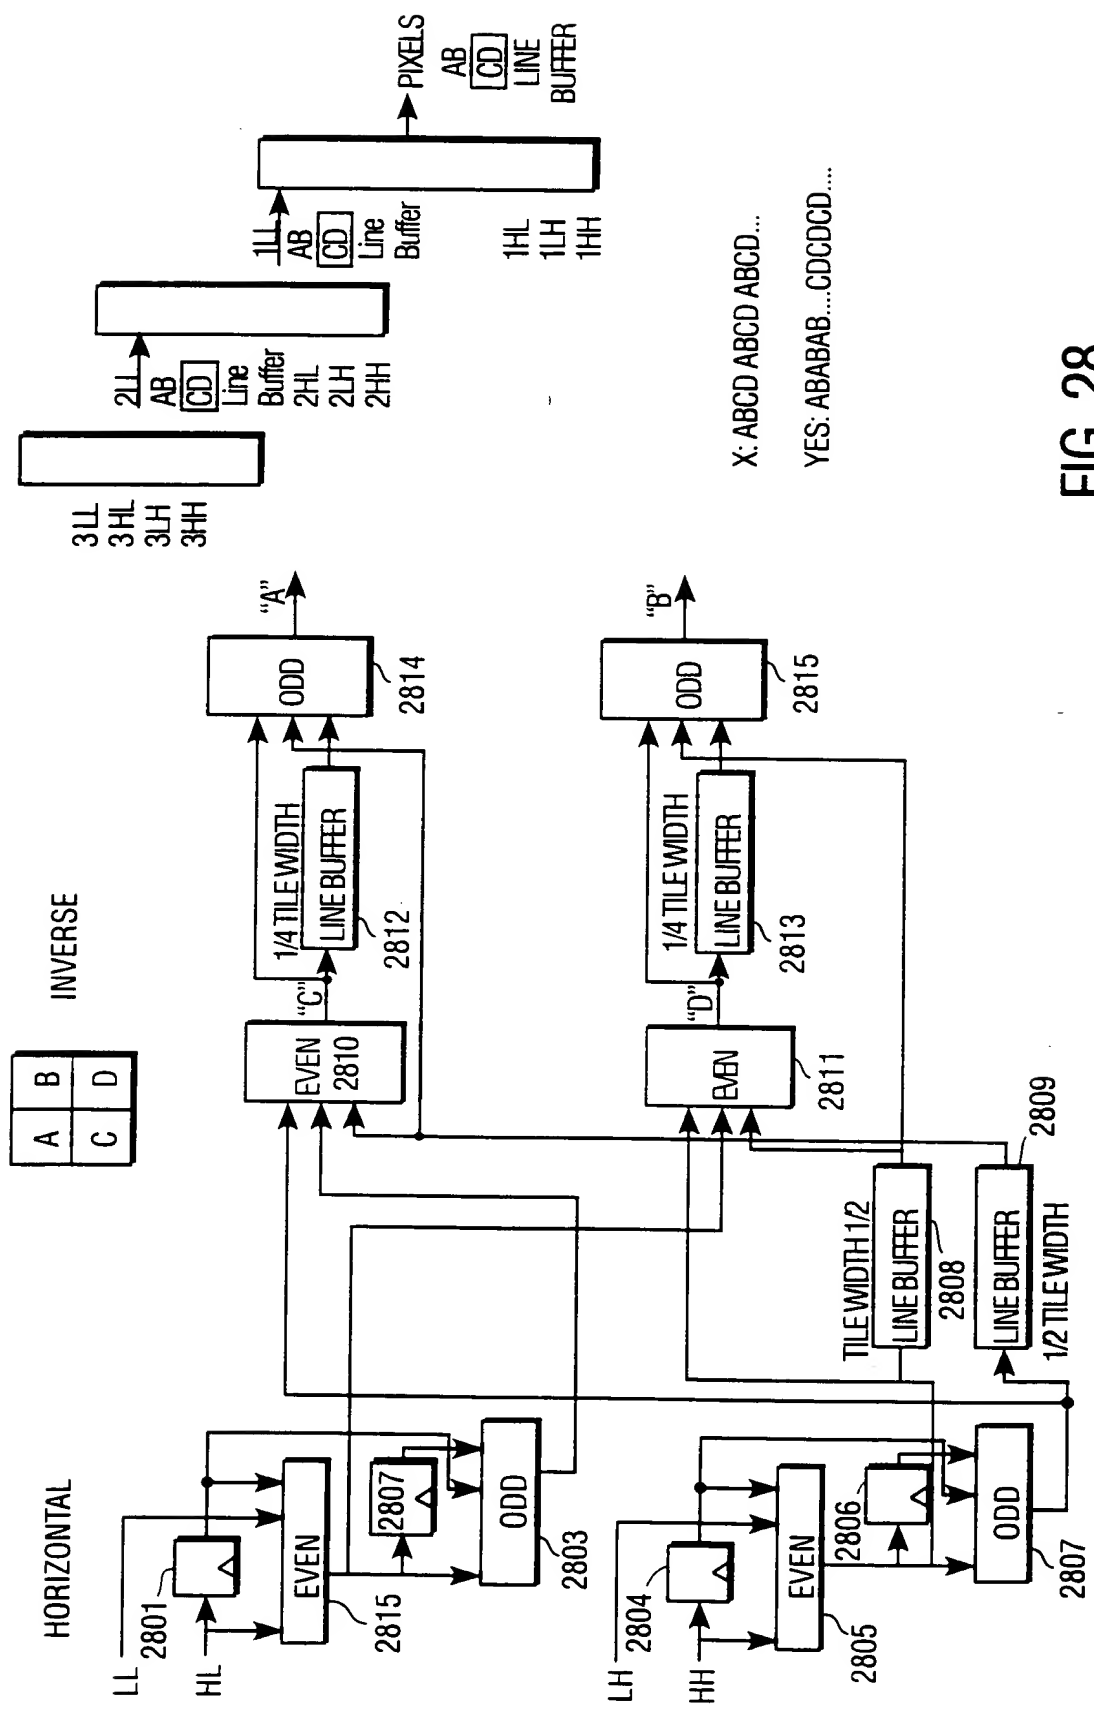 HORIZONTAL
INVERSE
A B
C D
LL
2801
HL
EVEN
2815
2807
ODD
2803
LH
2804
HH
EVEN
2805
2806
ODD
2807
TILE WIDTH 1/2
LINE BUFFER
2808
LINE BUFFER
2809
1/2 TILE WIDTH
EVEN
2810
"C"
1/4 TILE WIDTH
LINE BUFFER
2812
ODD
2814
"A"
EVEN
2811
"D"
1/4 TILE WIDTH
LINE BUFFER
2813
ODD
2815
"B"
3LL
3HL
3LH
3HH
2LL
AB
CD
Line
Buffer
2HL
2LH
2HH
1LL
AB
CD
Line
Buffer
1HL
1LH
1HH
PIXELS
AB
CD
LINE
BUFFER
X: ABCD ABCD ABCD...
YES: ABABAB....CDCDCD....
FIG. 28